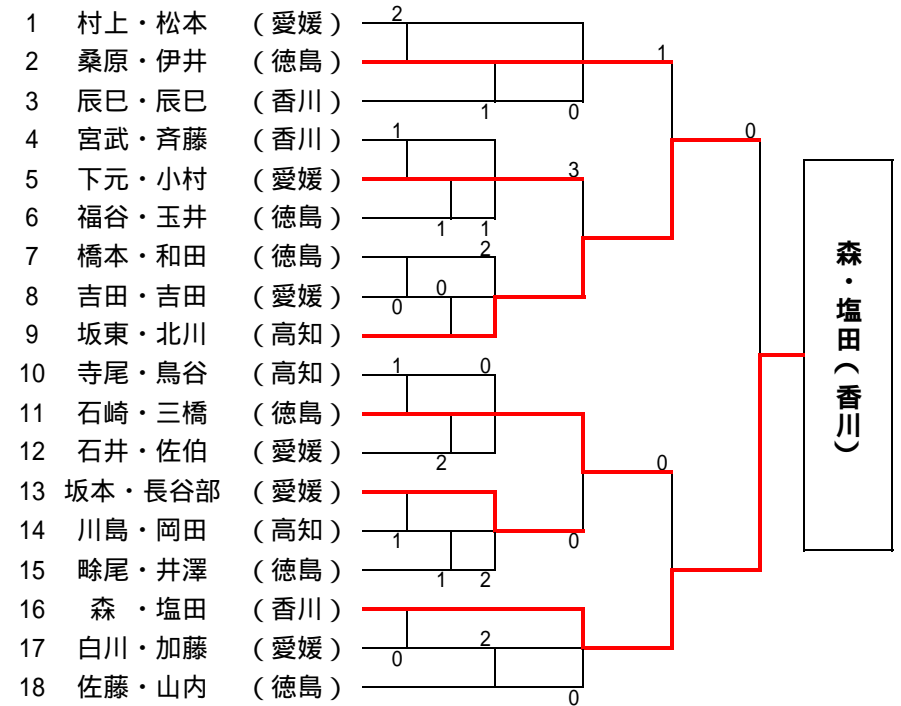 2
1 村上・松本 (愛媛)
1
2 桑原・伊井 (徳島)
3 辰巳・辰巳 (香川)
1 0
1 0
4 宮武・斉藤 (香川)
3
5 下元・小村 (愛媛)
6 福谷・玉井 (徳島)
1 1
2
7 橋本・和田 (徳島)
0
8 吉田・吉田 (愛媛)
0
9 坂東・北川 (高知)
1 0
10 寺尾・鳥谷 (高知)
11 石崎・三橋 (徳島)
12 石井・佐伯 (愛媛)
2 0
13 坂本・長谷部 (愛媛)
14 川島・岡田 (高知)
1 0
15 畭尾・井澤 (徳島)
1 2
16 森 ・塩田 (香川)
2
17 白川・加藤 (愛媛)
0
18 佐藤・山内 (徳島)
0
森・塩田(香川)